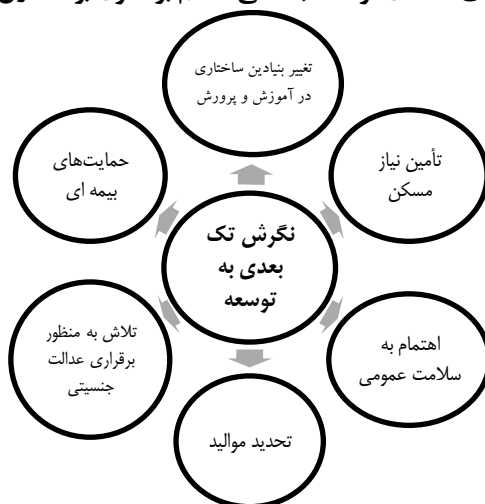 تغییر بنیادین ساختاری
در آموزش و پرورش
تأمین نیاز
مسکن
حمایت‌های
بیمه ای
نگرش تک
بعدی به
توسعه
اهتمام به
سلامت عمومی
تلاش به منظور
برقراری عدالت
جنسیتی
تحدید موالید